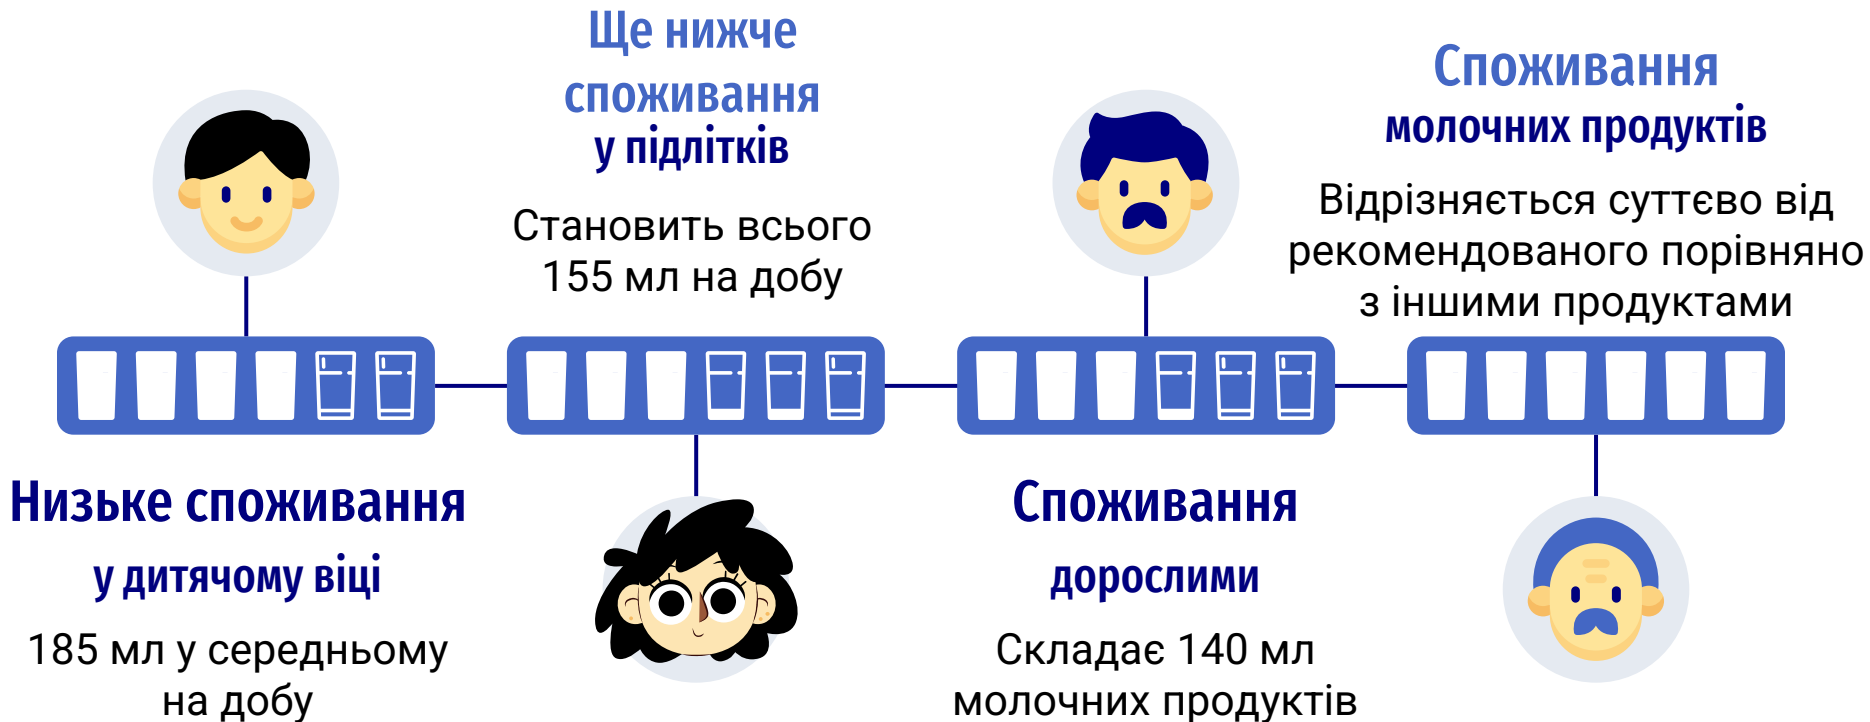 Низьке споживання
у дитячому віці
185 мл у середньому
на добу
Ще нижче
споживання
у підлітків
Становить всього
155 мл на добу
Споживання
дорослими
Складає 140 мл
молочних продуктів
Споживання
молочних продуктів
Відрізняється суттєво від
рекомендованого порівняно
з іншими продуктами